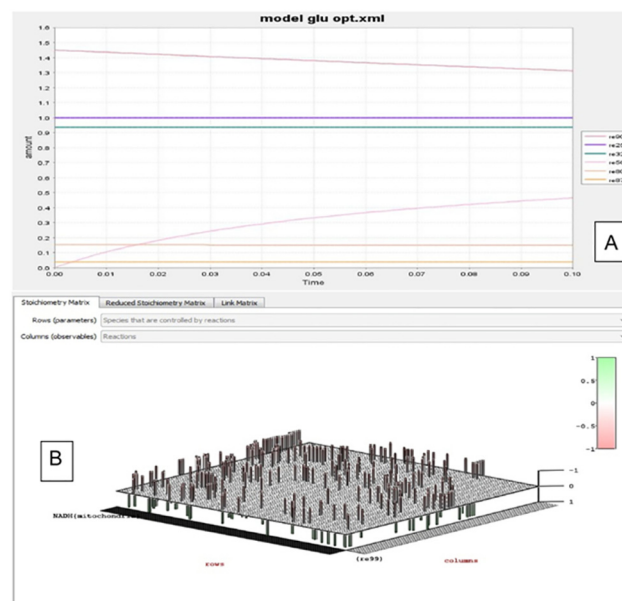 model glu opt.xml
1.6
1.5
1.4
1.3
1.2
1.1
1.0
0.9
0.8
0.7
0.6
0.5
0.4
0.3
0.2
0.1
0.0
amount
0.00 0.01 0.02 0.03 0.04 0.05 0.06 0.07 0.08 0.09 0.10
Time
A
Stoichiometry Matrix Reduced Stoichiometry Matrix Link Matrix
Rows (parameters) Species that are controlled by reactions
Columns (observables) Reactions
1
0.5
0
-0.5
-1
B
-1
0
1
(re99)
rows
columns